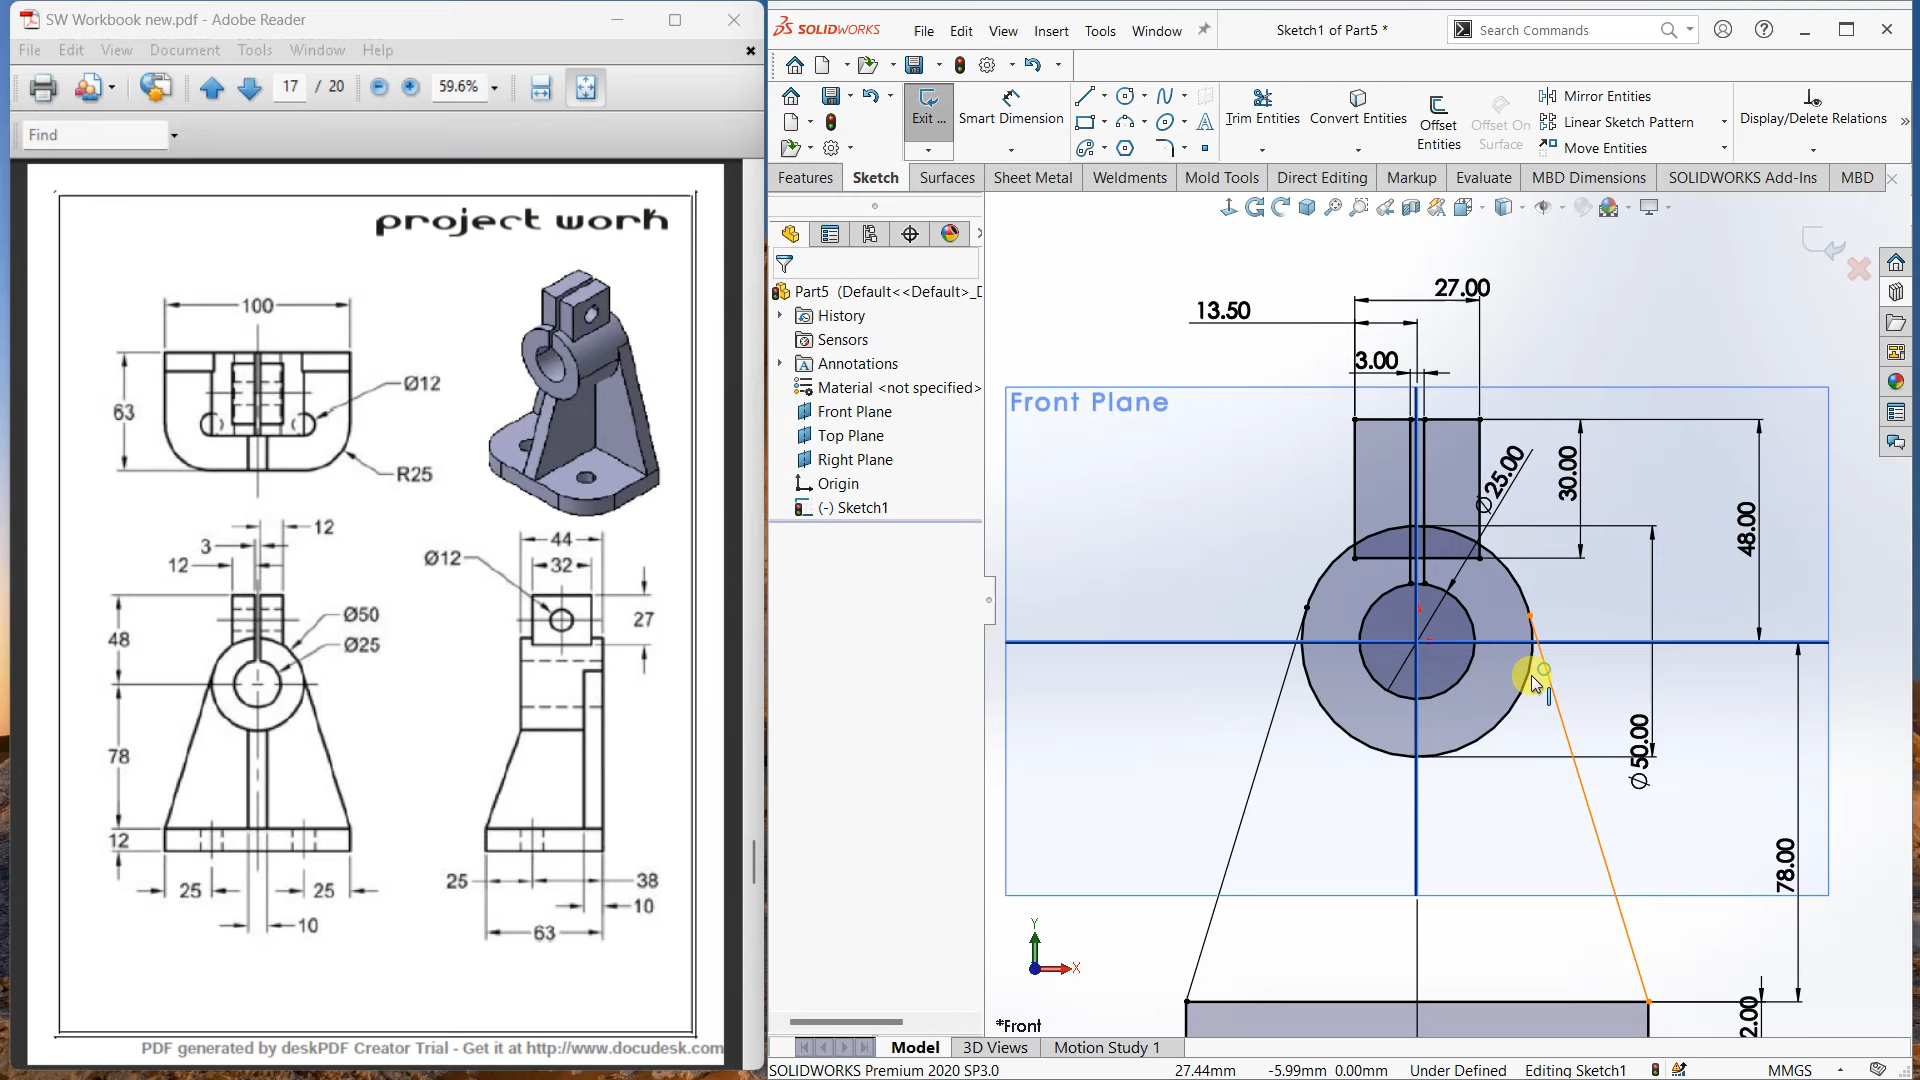 SW Workbook new.pdf - Adobe Reader
File Edit View Document Tools Window Help
17 / 20 59.6%
Find
project work
100
63
Ø12
R25
12
3
12
48
Ø50
Ø25
78
12
25 25
10
44
Ø12
32
27
25 38
10
63
PDF generated by deskPDF Creator Trial - Get it at http://www.docudesk.com
SOLIDWORKS File Edit View Insert Tools Window Sketch1 of Part5 * Search Commands
Exit ... Smart Dimension Trim Entities Convert Entities Offset Entities Offset On Surface Mirror Entities Linear Sketch Pattern Move Entities Display/Delete Relations
Features Sketch Surfaces Sheet Metal Weldments Mold Tools Direct Editing Markup Evaluate MBD Dimensions SOLIDWORKS Add-Ins MBD
Part5 (Default<<Default>_D
History
Sensors
Annotations
Material <not specified>
Front Plane
Top Plane
Right Plane
Origin
(-) Sketch1
27.00
13.50
3.00
Front Plane
Ø25.00
30.00
48.00
Ø50.00
78.00
2.00
Y
X
*Front
Model 3D Views Motion Study 1
SOLIDWORKS Premium 2020 SP3.0 27.44mm -5.99mm 0.00mm Under Defined Editing Sketch1 MMGS